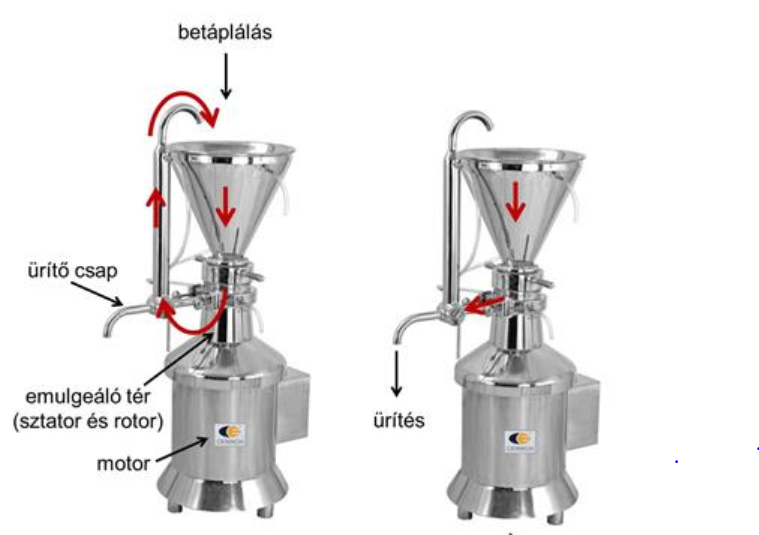 betáplálás
ürítő csap
emulgeáló tér
(sztator és rotor)
motor
ürítés